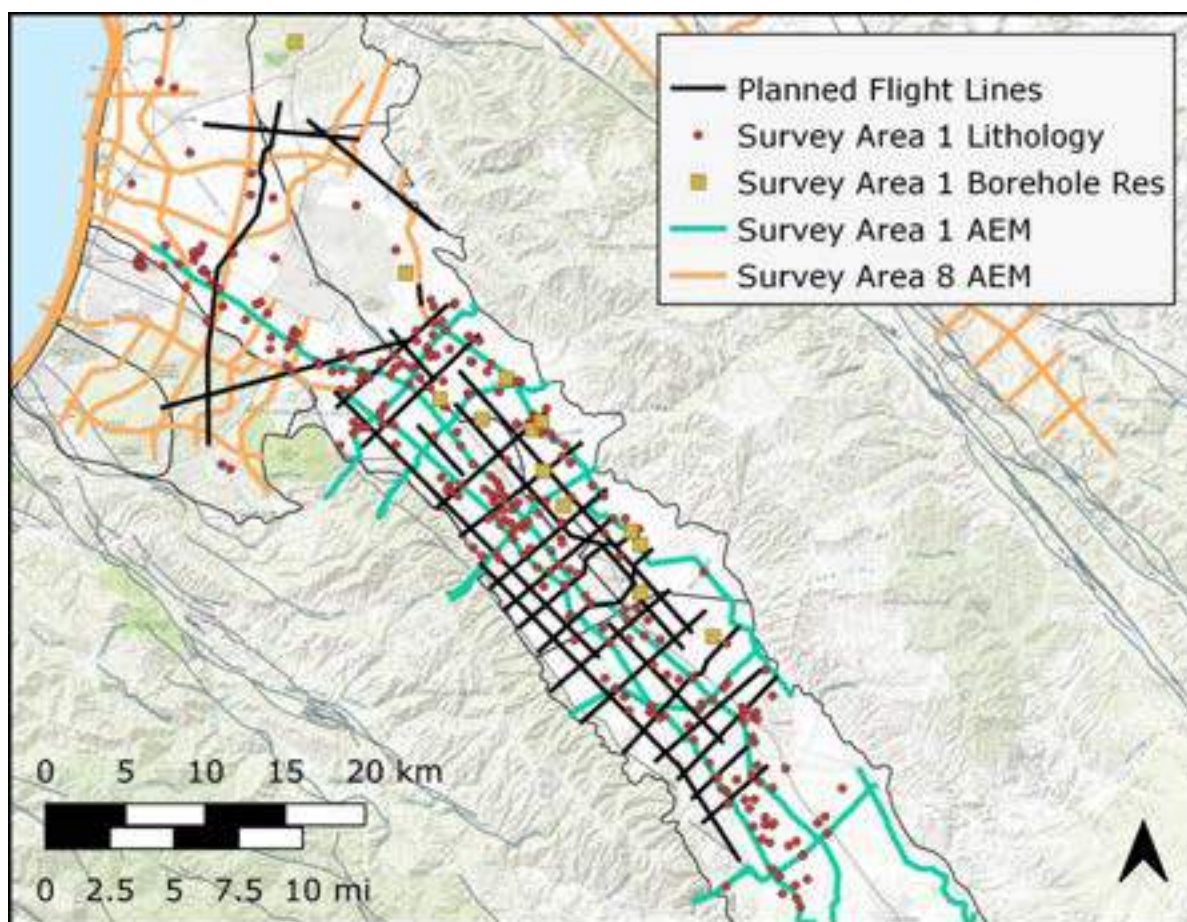 Planned Flight Lines
Survey Area 1 Lithology
Survey Area 1 Borehole Res
Survey Area 1 AEM
Survey Area 8 AEM
0 5 10 15 20 km
0 2.5 5 7.5 10 mi